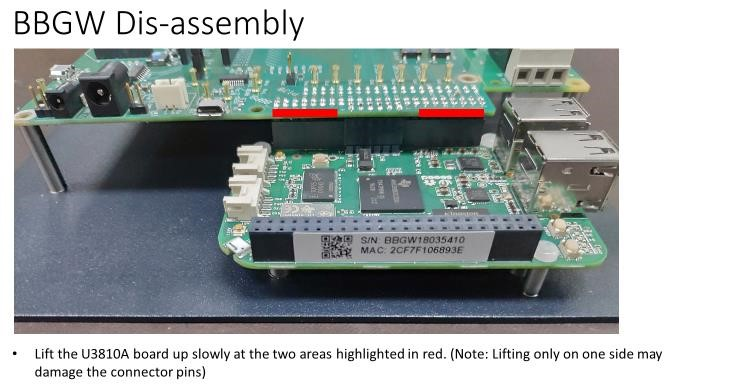 BBGW Dis-assembly
S/N: BBGW18035410
MAC: 2CF7F106893E
• Lift the U3810A board up slowly at the two areas highlighted in red. (Note: Lifting only on one side may
damage the connector pins)